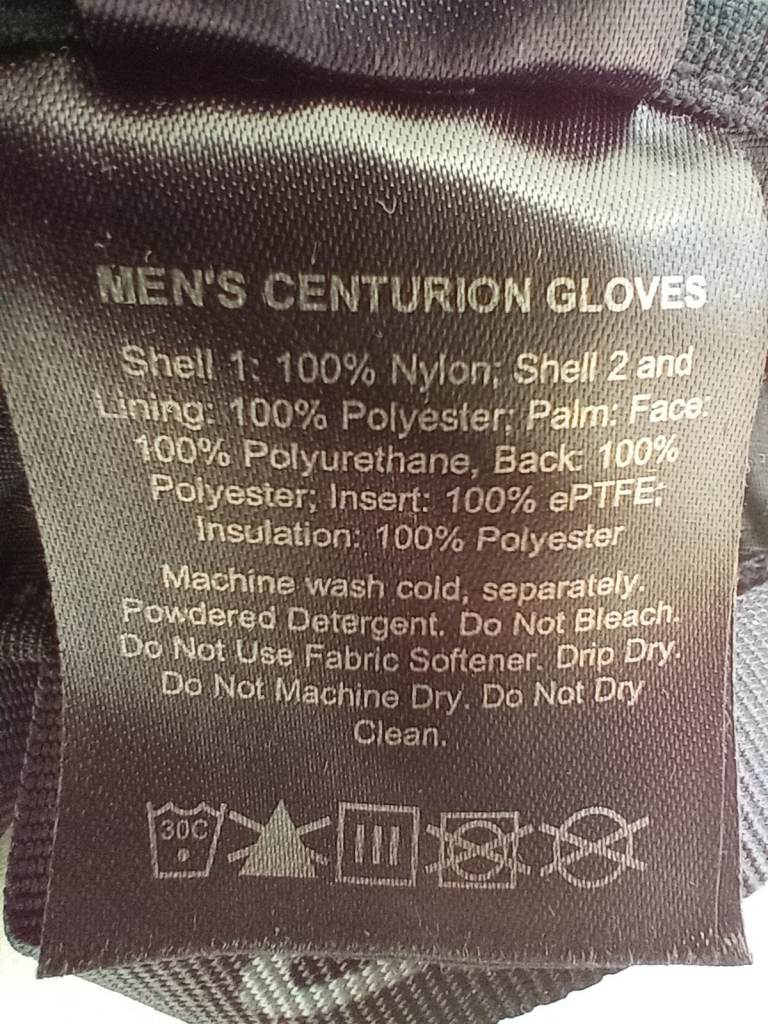 MEN'S CENTURION GLOVES
Shell 1: 100% Nylon; Shell 2 and
Lining: 100% Polyester; Palm: Face:
100% Polyurethane, Back: 100%
Polyester; Insert: 100% ePTFE;
Insulation: 100% Polyester
Machine wash cold, separately.
Powdered Detergent. Do Not Bleach.
Do Not Use Fabric Softener. Drip Dry.
Do Not Machine Dry. Do Not Dry
Clean.
30C